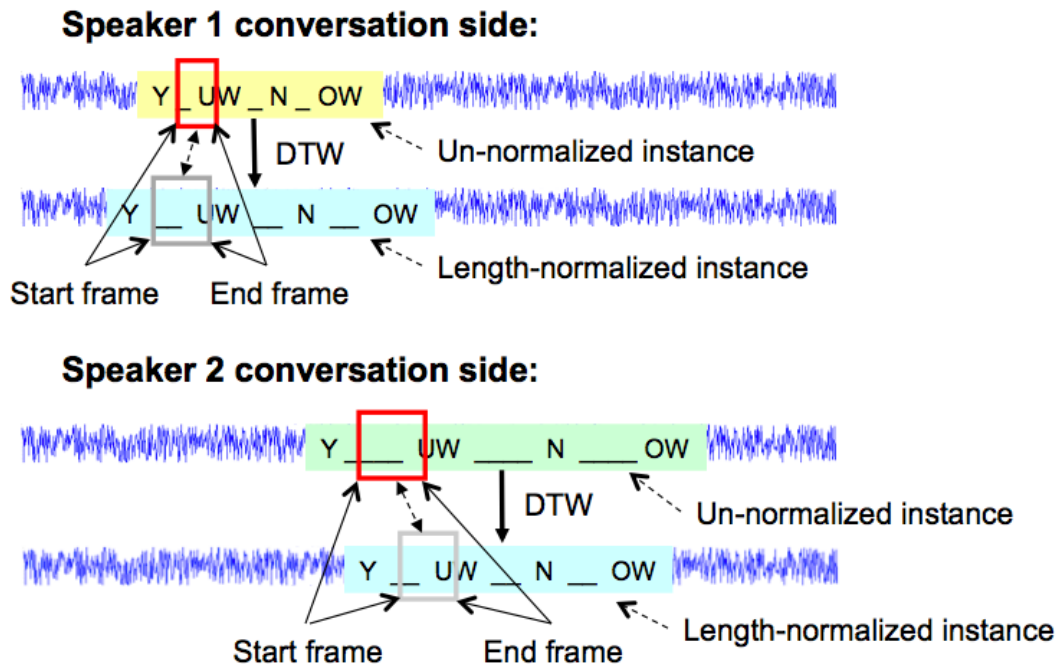 Speaker 1 conversation side:
Y _ UW _ N _ OW
DTW
Un-normalized instance
Y __ UW __ N __ OW
Length-normalized instance
Start frame
End frame
Speaker 2 conversation side:
Y ____ UW ____ N ____ OW
DTW
Un-normalized instance
Y __ UW __ N __ OW
Length-normalized instance
Start frame
End frame